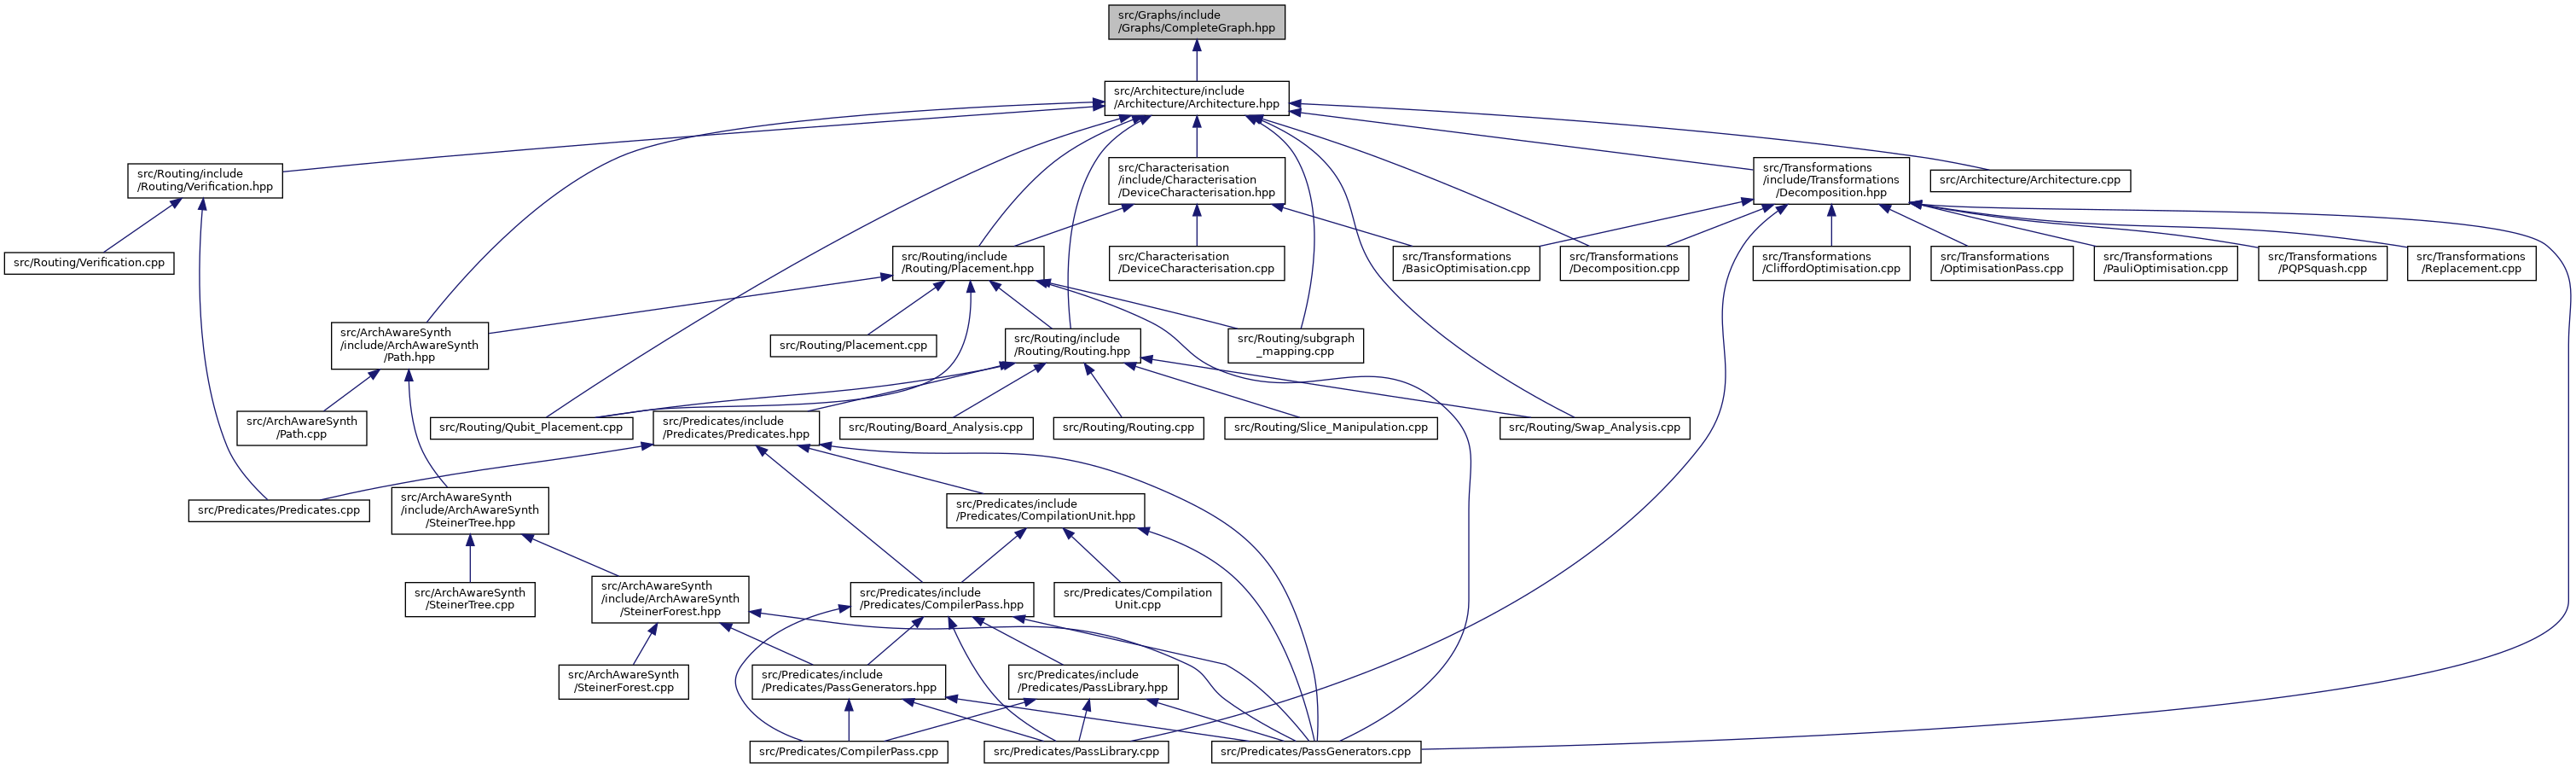 src/Graphs/include
/Graphs/CompleteGraph.hpp
src/Architecture/include
/Architecture/Architecture.hpp
src/Routing/include
/Routing/Verification.hpp
src/Characterisation
/include/Characterisation
/DeviceCharacterisation.hpp
src/Transformations
/include/Transformations
/Decomposition.hpp
src/Architecture/Architecture.cpp
src/Routing/Verification.cpp
src/Routing/include
/Routing/Placement.hpp
src/Characterisation
/DeviceCharacterisation.cpp
src/Transformations
/BasicOptimisation.cpp
src/Transformations
/Decomposition.cpp
src/Transformations
/CliffordOptimisation.cpp
src/Transformations
/OptimisationPass.cpp
src/Transformations
/PauliOptimisation.cpp
src/Transformations
/PQPSquash.cpp
src/Transformations
/Replacement.cpp
src/ArchAwareSynth
/include/ArchAwareSynth
/Path.hpp
src/Routing/Placement.cpp
src/Routing/include
/Routing/Routing.hpp
src/Routing/subgraph
_mapping.cpp
src/ArchAwareSynth
/Path.cpp
src/Routing/Qubit_Placement.cpp
src/Predicates/include
/Predicates/Predicates.hpp
src/Routing/Board_Analysis.cpp
src/Routing/Routing.cpp
src/Routing/Slice_Manipulation.cpp
src/Routing/Swap_Analysis.cpp
src/Predicates/Predicates.cpp
src/ArchAwareSynth
/include/ArchAwareSynth
/SteinerTree.hpp
src/Predicates/include
/Predicates/CompilationUnit.hpp
src/ArchAwareSynth
/SteinerTree.cpp
src/ArchAwareSynth
/include/ArchAwareSynth
/SteinerForest.hpp
src/Predicates/include
/Predicates/CompilerPass.hpp
src/Predicates/Compilation
Unit.cpp
src/ArchAwareSynth
/SteinerForest.cpp
src/Predicates/include
/Predicates/PassGenerators.hpp
src/Predicates/include
/Predicates/PassLibrary.hpp
src/Predicates/CompilerPass.cpp
src/Predicates/PassLibrary.cpp
src/Predicates/PassGenerators.cpp